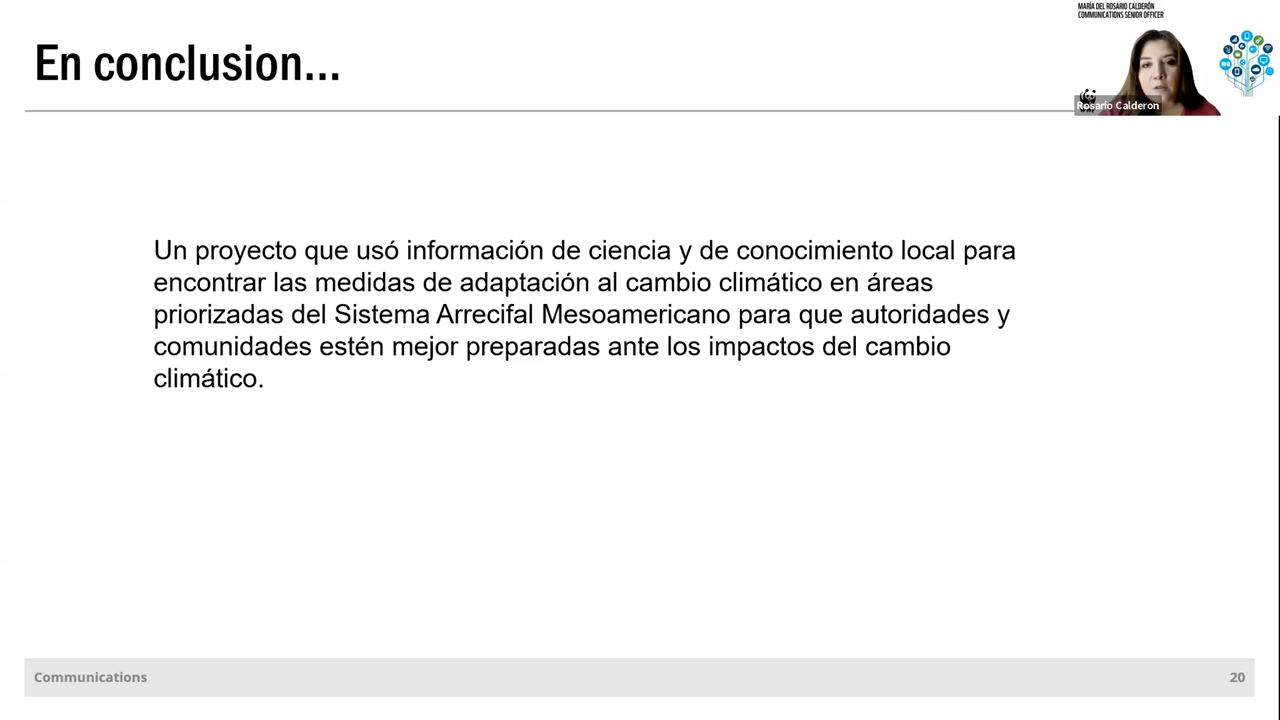 MARÍA DEL ROSARIO CALDERÓN
COMMUNICATIONS SENIOR OFFICER
En conclusion...
Rosario Calderon
Un proyecto que usó información de ciencia y de conocimiento local para
encontrar las medidas de adaptación al cambio climático en áreas
priorizadas del Sistema Arrecifal Mesoamericano para que autoridades y
comunidades estén mejor preparadas ante los impactos del cambio
climático.
Communications
20